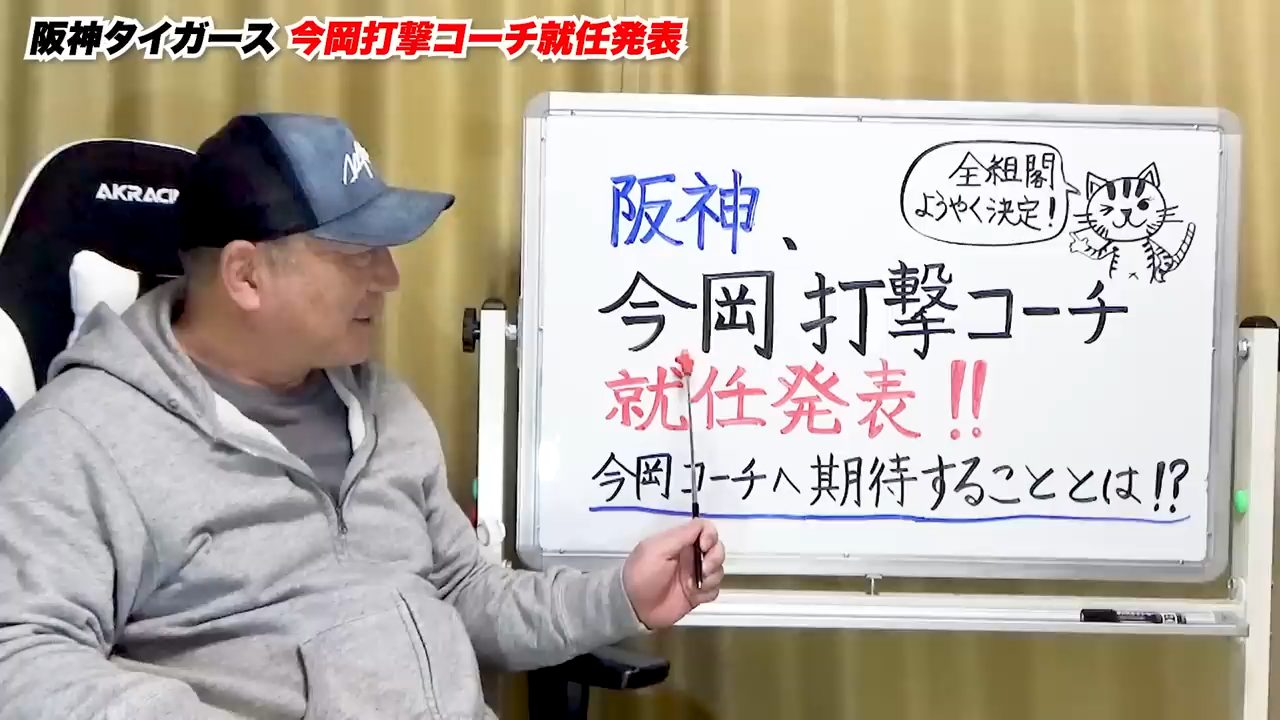 阪神タイガース 今岡打撃コーチ就任発表
AKRACIN
全組閣
ようやく決定!
阪神、
今岡打撃コーチ
就任発表!!
今岡コーチへ期待することとは!?